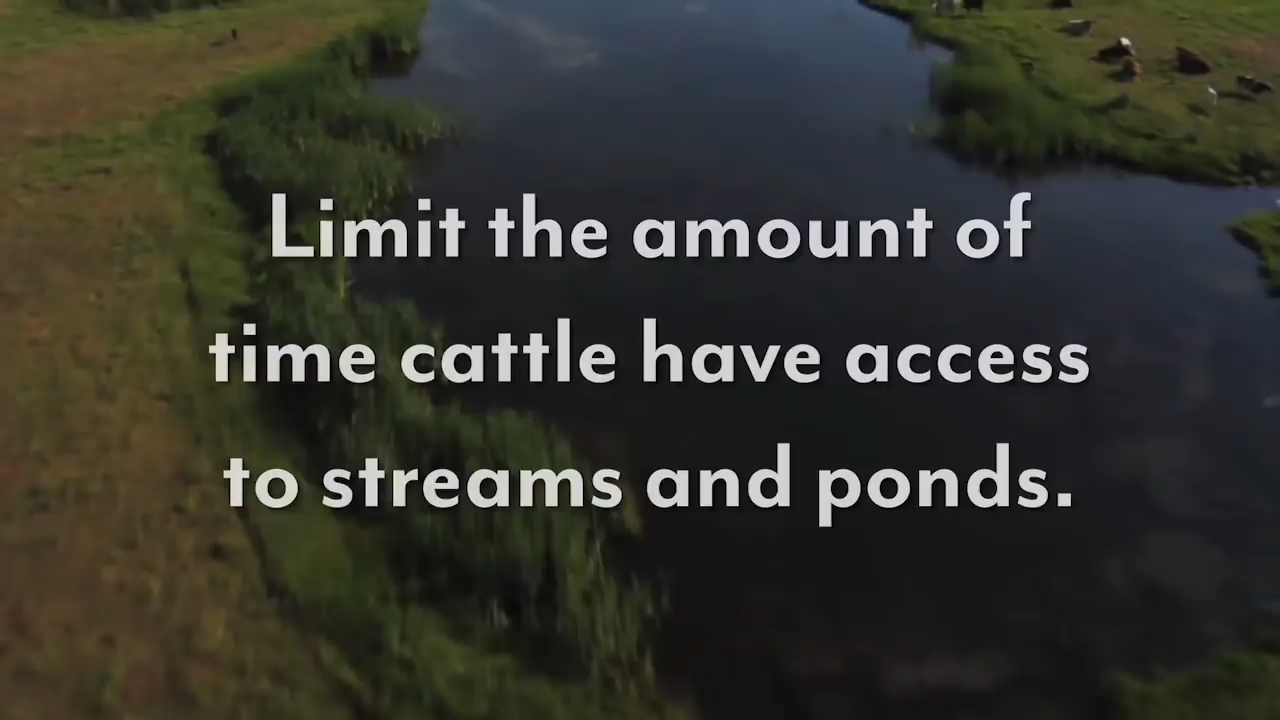 Limit the amount of
time cattle have access
to streams and ponds.